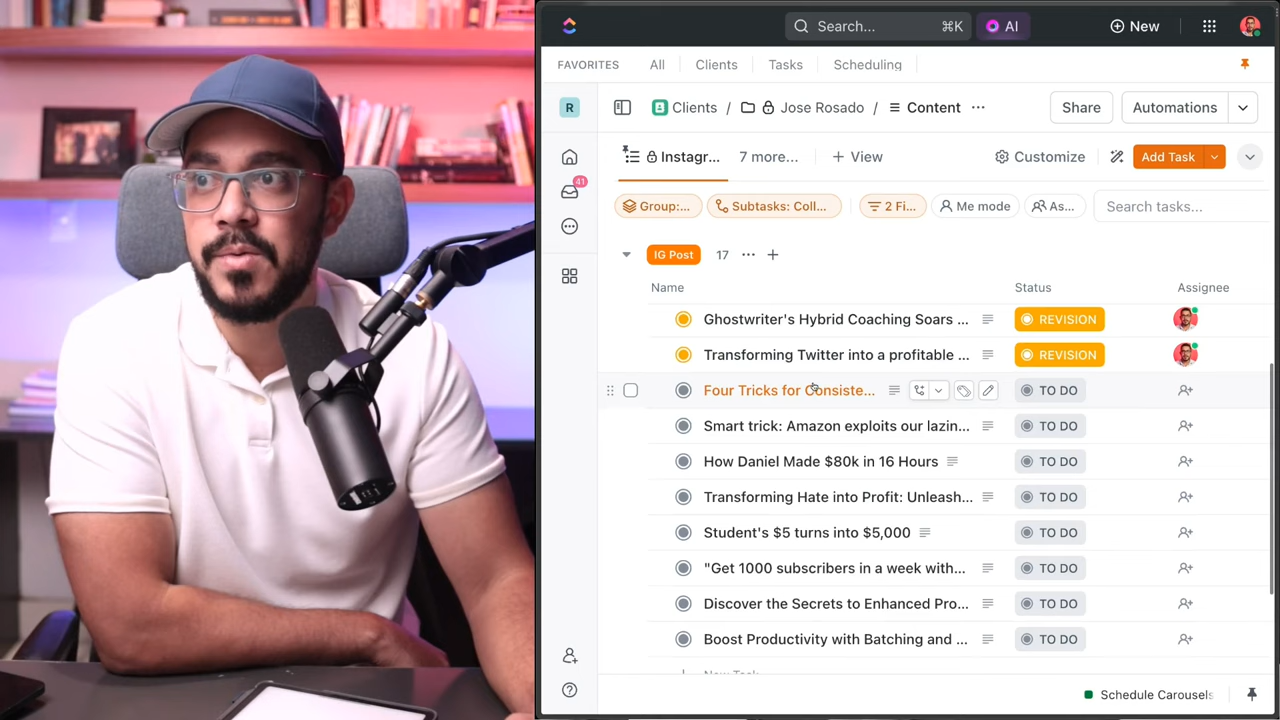 Search... ⌘K AI New
FAVORITES All Clients Tasks Scheduling
R Clients / Jose Rosado / Content ... Share Automations
Instagr... 7 more... + View Customize Add Task
41
Group:... Subtasks: Coll... 2 Fi... Me mode As... Search tasks...
IG Post 17 ... +
Name Status Assignee
Ghostwriter's Hybrid Coaching Soars ... REVISION
Transforming Twitter into a profitable ... REVISION
Four Tricks for Consiste... TO DO
Smart trick: Amazon exploits our lazin... TO DO
How Daniel Made $80k in 16 Hours TO DO
Transforming Hate into Profit: Unleash... TO DO
Student's $5 turns into $5,000 TO DO
"Get 1000 subscribers in a week with... TO DO
Discover the Secrets to Enhanced Pro... TO DO
Boost Productivity with Batching and ... TO DO
New Task
Schedule Carousels